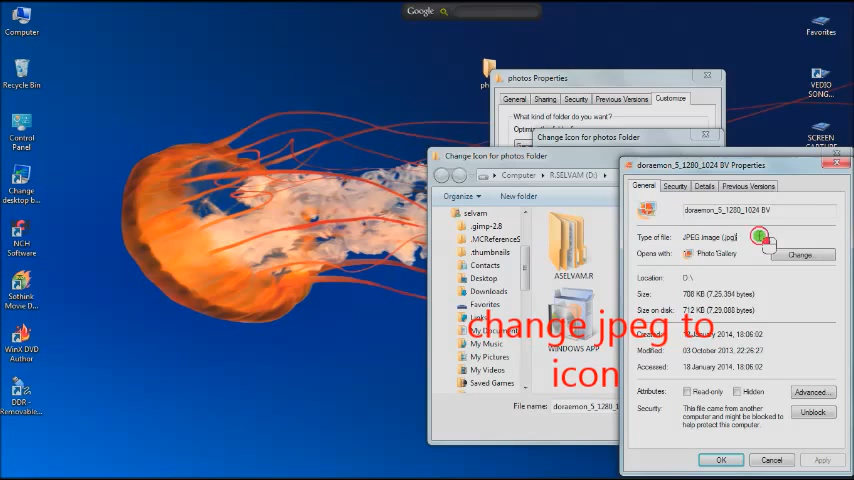 Google
Computer
Recycle Bin
Control
Panel
Change
desktop b...
NCH
Software
Sothink
Movie D...
WinX DVD
Author
DDR -
Removable...
Favorites
VEDIO
SONG...
SCREEN
CAPTURE
photos Properties
General Sharing Security Previous Versions Customize
What kind of folder do you want?
Change Icon for photos Folder
Change Icon for photos Folder
Computer R.SELVAM (D:)
Organize New folder
selvam
.gimp-2.8
.MCReferenceS
.thumbnails
Contacts
Desktop
Downloads
Favorites
Links
My Documents
My Music
My Pictures
My Videos
Saved Games
ASELVAM.R
WINDOWS APP
File name: doraemon_5_1280_1
doraemon_5_1280_1024 BV Properties
General Security Details Previous Versions
doraemon_5_1280_1024 BV
Type of file: JPEG image (.jpg)
Opens with: Photo Gallery Change...
Location: D:\
Size: 708 KB (7,25,394 bytes)
Size on disk: 712 KB (7,29,088 bytes)
Created: 18 January 2014, 18:06:02
Modified: 03 October 2013, 22:26:27
Accessed: 18 January 2014, 18:06:02
Attributes: Read-only Hidden Advanced...
Security: This file came from another
computer and might be blocked to
help protect this computer.
Unblock
OK Cancel Apply
change jpeg to
icon